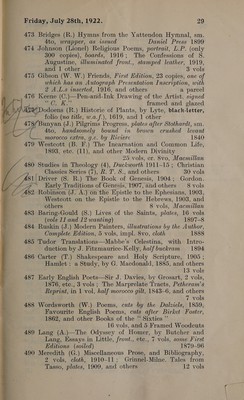 Friday, July 28th, 1922. 29
473 Bridges (R.) Hymns from the Yattendon Hymnal, sm.
4to, wrapper, as issued Daniel Press 1899
474 Johnson (Lionel) Religious Poems, portrait, L.P. (only
300 copies), boards, 1916; The Confessions of S.
Augustine, illuminated front., stamped leather, 1919,
and 1 other 3 vols
475 Gibson (W. W.) Friends, First Edition, 23 copies, one of
which has an Autograph Presentation Inscription, with
2 A.L.s inserted, 1916, and others a parcel
476 Keene (C.)—Pen-and-Ink Drawing of the Artist, signed
" C. K." framed and glazed
Dodoens (R.) Historie of Plants, by Lyte, black letter,
folio (no title, w.a.f.), 1619, and 1 other
Bunyan (J.) Pilgrims Progress, plates after Stothard, sm.
4to, handsomely bound in brown crushed levant
morocco extra, g.e. by Riviere 1840
479 Westcott (B. F.) Incarnation and Common Life,
1893, etc. (11), and other Modern Divinity
25 vols, cr. 8vo, Macmillan
480 Studies in Theology (4), Duckworth 1911-15; Christian
Classics Series (7), R. T. S., and others 30 vols
481 Driver (S. R.) The Book of Genesis, 1904; Gordon.
Early Traditions of Genesis, 1907, and others 8 vols
482 Robinson (J. A.) on the Epistle to the Ephesians, 1903,
Westcott on the Epistle to the Hebrews, 1903, and
others 8 vols, Macmillan
483 Baring-Gould (S.) Lives of the Saints, plates, 16 vols
(vols 11 and 12 wanting) 1897-8
484 Ruskin (J.) Modern Painters, illustrations by the Author,
Complete Edition, 5 vols, impl. 8vo, cloth 1888
485 Tudor Translations—Mabbe's Celestina, with Intro-
duction by J. Fitzmaurice-Kelly, half buckram 1894
486 Carter (T.) Shakespeare and Holy Scripture, 1905;
Hamlet: a Study, by G. Macdonald, 1885, and others
13 vols
487 Early English Poets—Sir J. Davies, by Grosart, 2 vols,
1876, etc., 3 vols; The Marprelate Tracts, Petheram's
Reprint, in 1 vol, half morocco gilt, 1843-6, and others
7 vols
488 Wordsworth (W.) Poems, cuts by the Dalziels, 1859,
Favourite English Poems, cuts after Birket Foster,
1862, and other Books of the " Sixties "
16 vols, and 5 Framed Woodcuts
489 Lang (A.)—The Odyssey of Homer, by Butcher and
Lang, Essays in Little, front., etc., 7 vols, some First
Editions (soiled) 1879-96
490 Meredith (G.) Miscellaneous Prose, and Bibliography,
2 vols, cloth, 1910-11; Grimel-Milne. Tales from
Tasso, plates, 1909, and others 12 vols